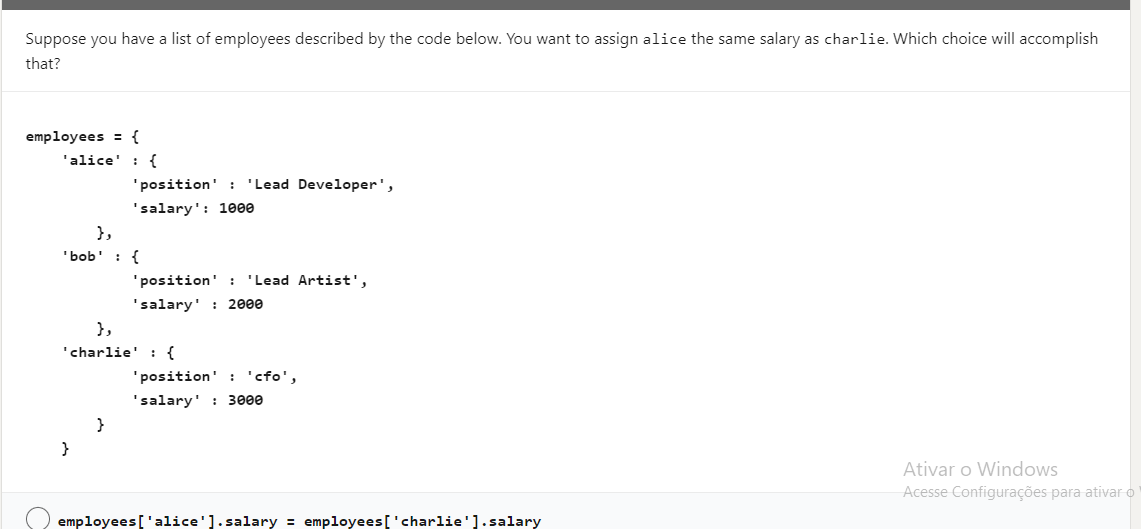 Suppose you have a list of employees described by the code below. You want to assign alice the same salary as charlie. Which choice will accomplish
that?
employees = {
'alice' : {
'position' : 'Lead Developer',
'salary': 1000
},
'bob' : {
'position' : 'Lead Artist',
'salary' : 2000
},
'charlie' : {
'position' : 'cfo',
'salary' : 3000
}
}
Ativar o Windows
Acesse Configurações para ativar o
employees['alice'].salary = employees['charlie'].salary